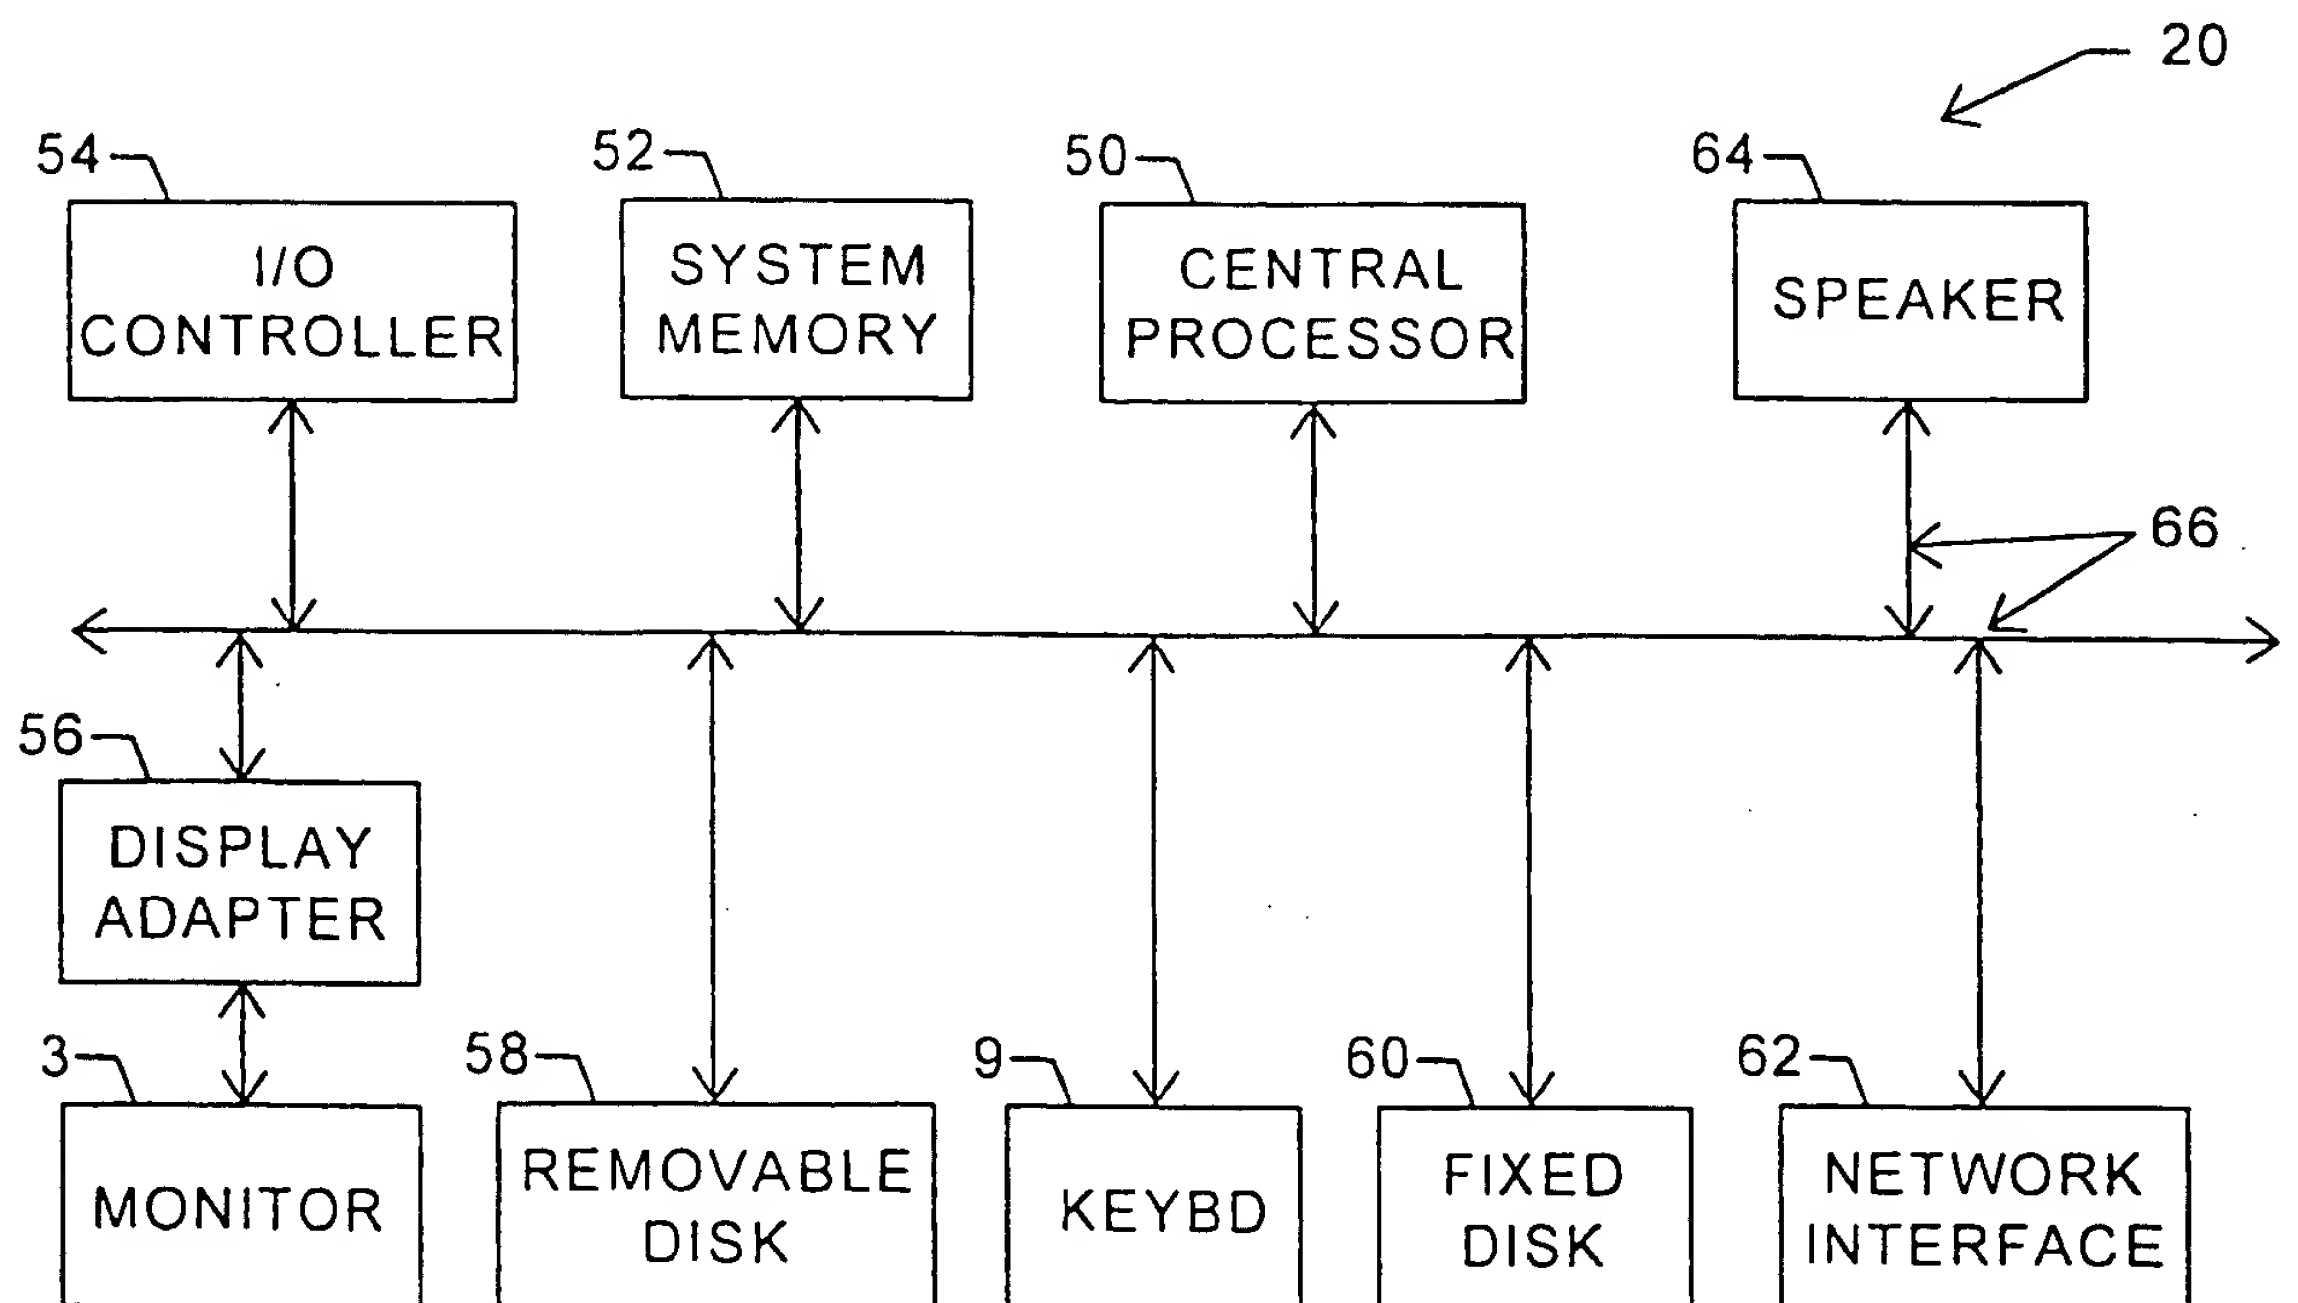 20
54
52
50
64
I/O
CONTROLLER
SYSTEM
MEMORY
CENTRAL
PROCESSOR
SPEAKER
66
56
DISPLAY
ADAPTER
3
58
9
60
62
MONITOR
REMOVABLE
DISK
KEYBD
FIXED
DISK
NETWORK
INTERFACE